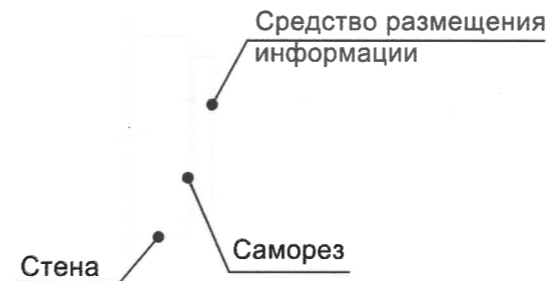 Средство размещения
информации
Саморез
Стена